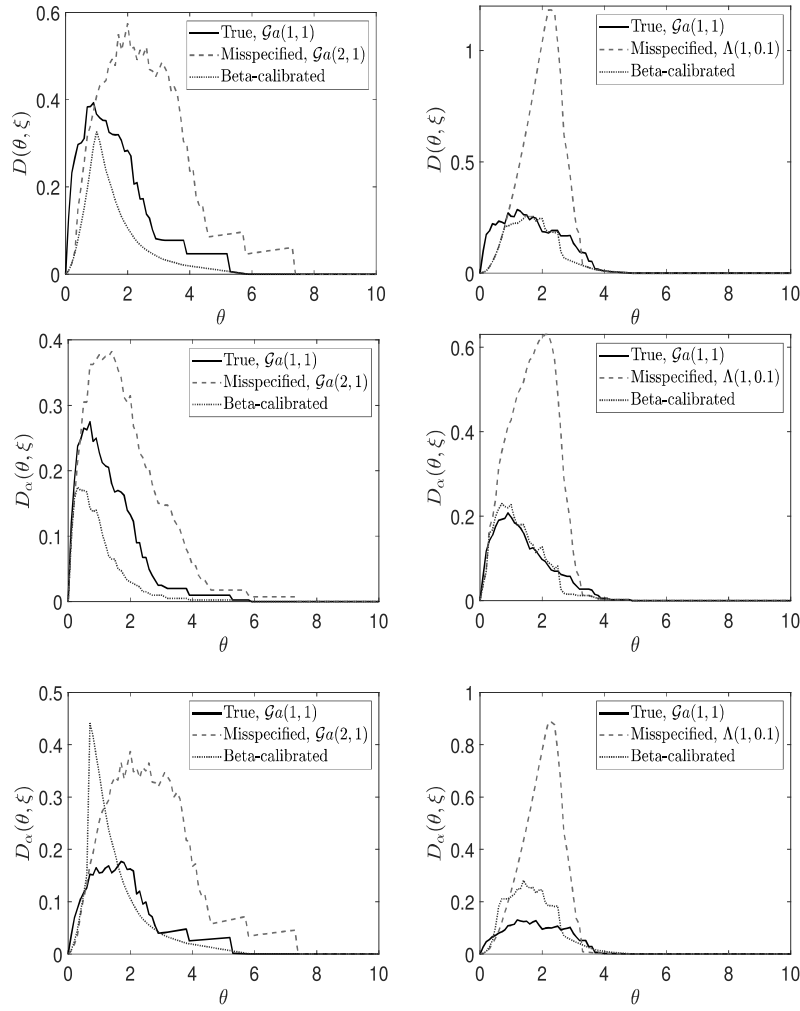 0.6
0.4
0.2
0
D(θ, ξ)
True, 𝒢a(1, 1)
Misspecified, 𝒢a(2, 1)
Beta-calibrated
0 2 4 6 8 10
θ
1
0.5
0
D(θ, ξ)
True, 𝒢a(1, 1)
Misspecified, Λ(1, 0.1)
Beta-calibrated
0 2 4 6 8 10
θ
0.4
0.3
0.2
0.1
0
Dα(θ, ξ)
True, 𝒢a(1, 1)
Misspecified, 𝒢a(2, 1)
Beta-calibrated
0 2 4 6 8 10
θ
0.6
0.4
0.2
0
Dα(θ, ξ)
True, 𝒢a(1, 1)
Misspecified, Λ(1, 0.1)
Beta-calibrated
0 2 4 6 8 10
θ
0.5
0.4
0.3
0.2
0.1
0
Dα(θ, ξ)
True, 𝒢a(1, 1)
Misspecified, 𝒢a(2, 1)
Beta-calibrated
0 2 4 6 8 10
θ
1
0.8
0.6
0.4
0.2
0
Dα(θ, ξ)
True, 𝒢a(1, 1)
Misspecified, Λ(1, 0.1)
Beta-calibrated
0 2 4 6 8 10
θ